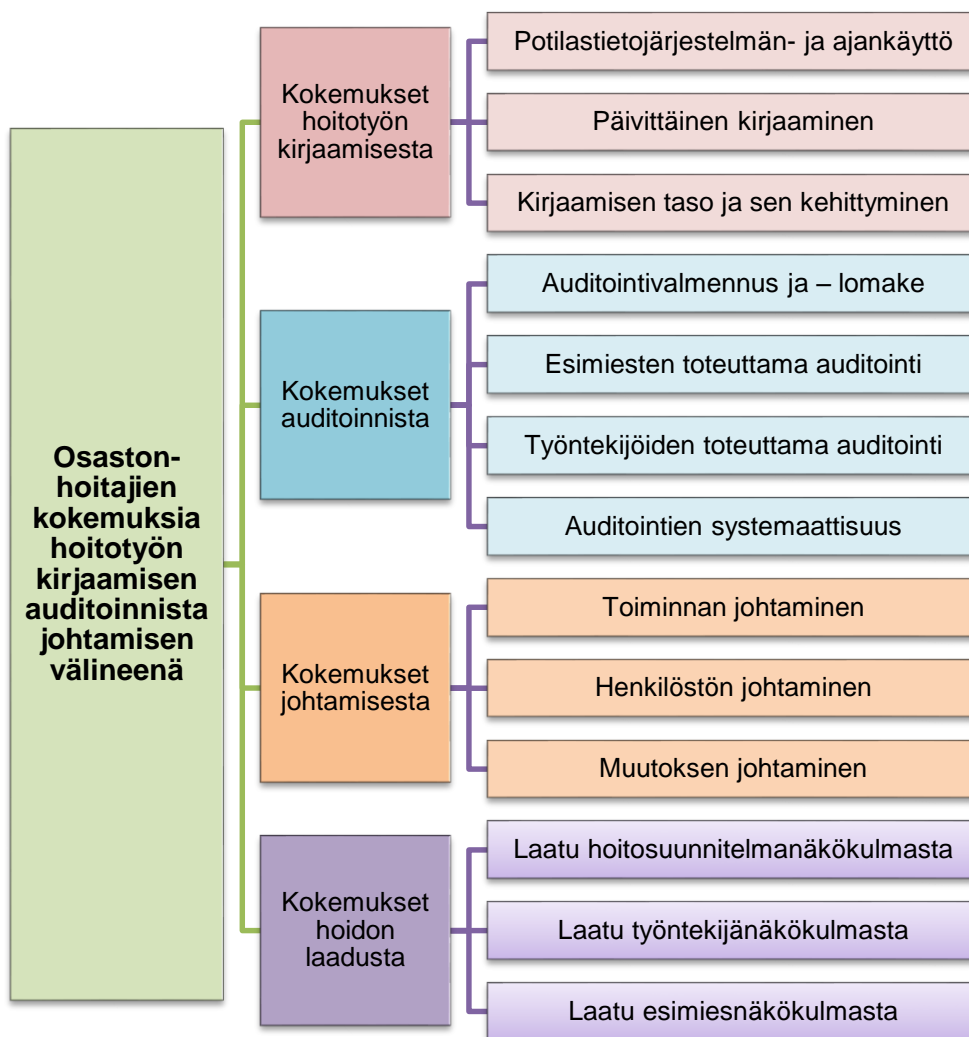 Osaston-
hoitajien
kokemuksia
hoitotyön
kirjaamisen
auditoinnista
johtamisen
välineenä
Kokemukset
hoitotyön
kirjaamisesta
Potilastietojärjestelmän- ja ajankäyttö
Päivittäinen kirjaaminen
Kirjaamisen taso ja sen kehittyminen
Kokemukset
auditoinnista
Auditointivalmennus ja – lomake
Esimiesten toteuttama auditointi
Työntekijöiden toteuttama auditointi
Auditointien systemaattisuus
Kokemukset
johtamisesta
Toiminnan johtaminen
Henkilöstön johtaminen
Muutoksen johtaminen
Kokemukset
hoidon
laadusta
Laatu hoitosuunnitelmanäkökulmasta
Laatu työntekijänäkökulmasta
Laatu esimiesnäkökulmasta